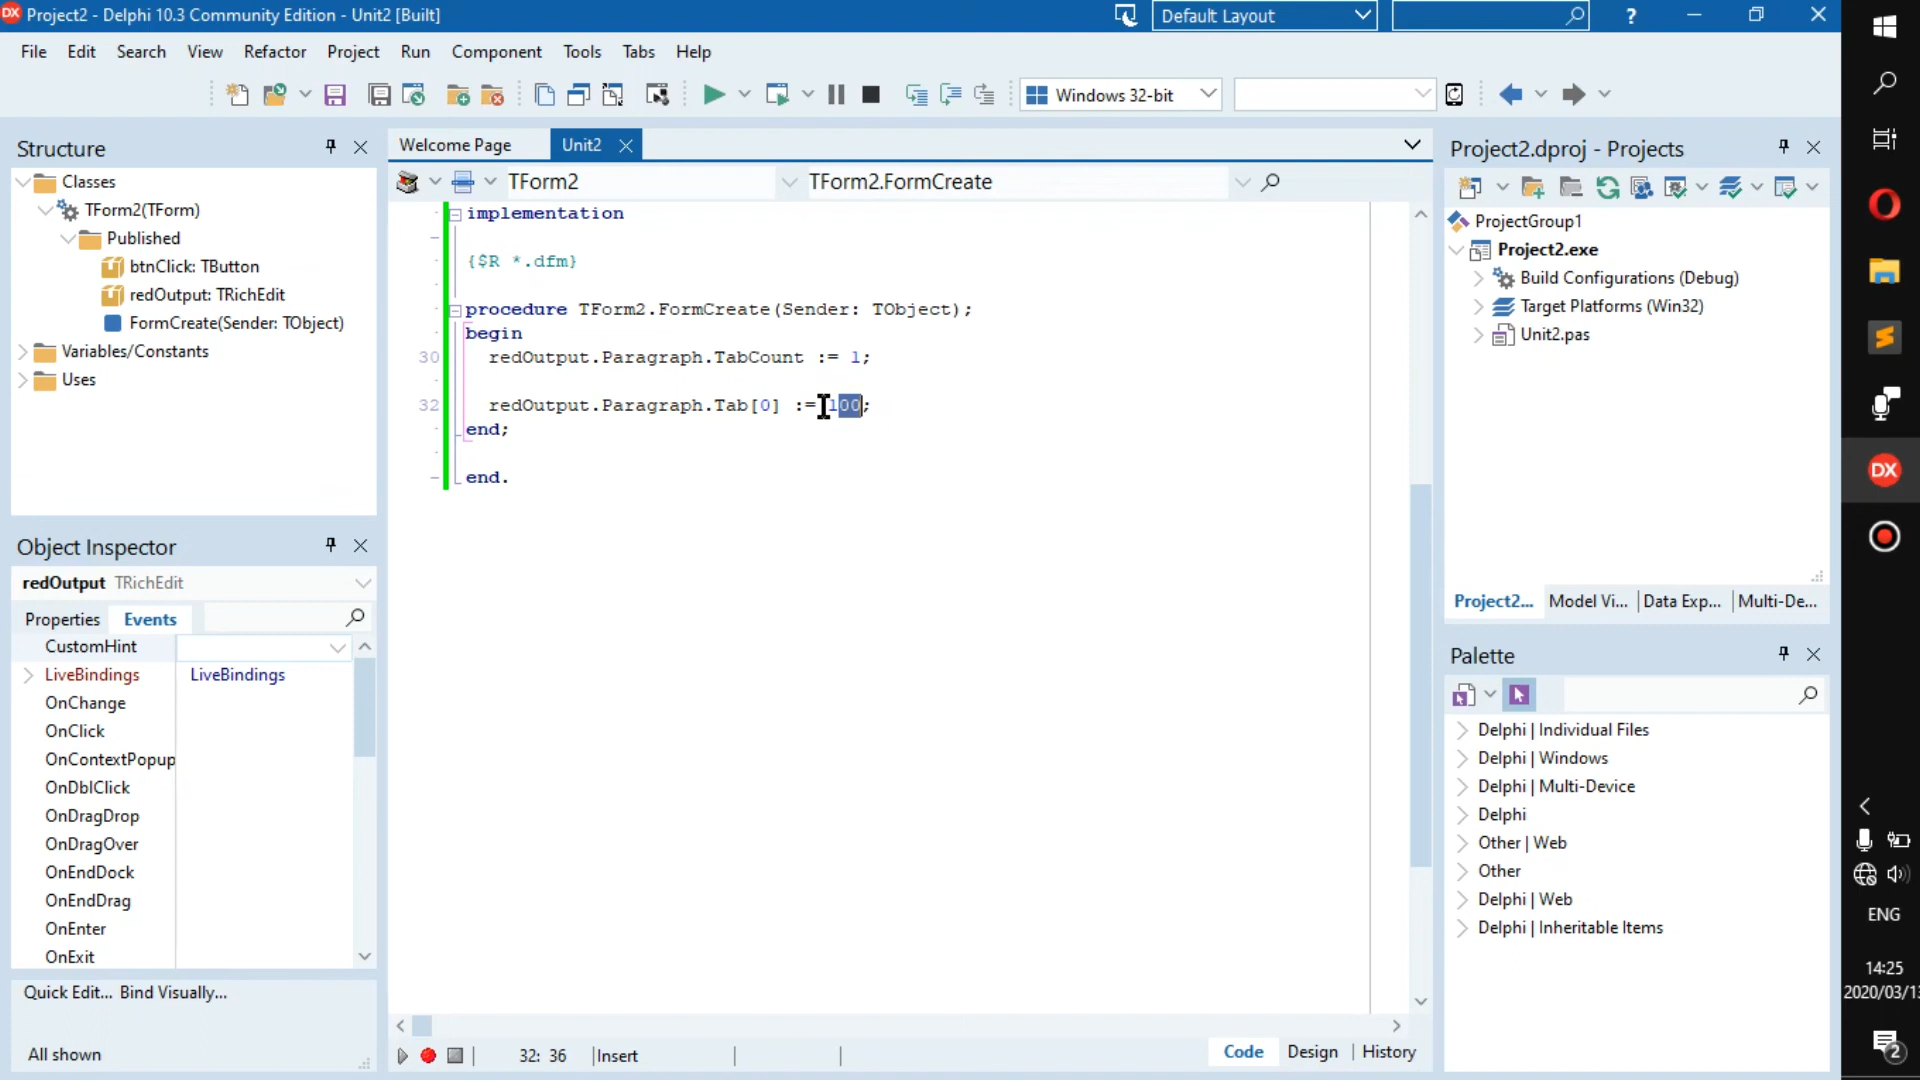 Project2 - Delphi 10.3 Community Edition - Unit2 [Built]
Default Layout
?
File Edit Search View Refactor Project Run Component Tools Tabs Help
Windows 32-bit
Structure
Classes
TForm2(TForm)
Published
btnClick: TButton
redOutput: TRichEdit
FormCreate(Sender: TObject)
Variables/Constants
Uses
Object Inspector
redOutput TRichEdit
Properties Events
CustomHint
LiveBindings LiveBindings
OnChange
OnClick
OnContextPopup
OnDblClick
OnDragDrop
OnDragOver
OnEndDock
OnEndDrag
OnEnter
OnExit
Quick Edit... Bind Visually...
All shown
Welcome Page Unit2
TForm2 TForm2.FormCreate
implementation
{$R *.dfm}
procedure TForm2.FormCreate(Sender: TObject);
begin
30 redOutput.Paragraph.TabCount := 1;
32 redOutput.Paragraph.Tab[0] := 100;
end;
end.
32: 36 Insert
Code Design History
Project2.dproj - Projects
ProjectGroup1
Project2.exe
Build Configurations (Debug)
Target Platforms (Win32)
Unit2.pas
Project2... Model Vi... Data Exp... Multi-De...
Palette
Delphi | Individual Files
Delphi | Windows
Delphi | Multi-Device
Delphi
Other | Web
Other
Delphi | Web
Delphi | Inheritable Items
DX
DX
ENG
14:25
2020/03/13
2